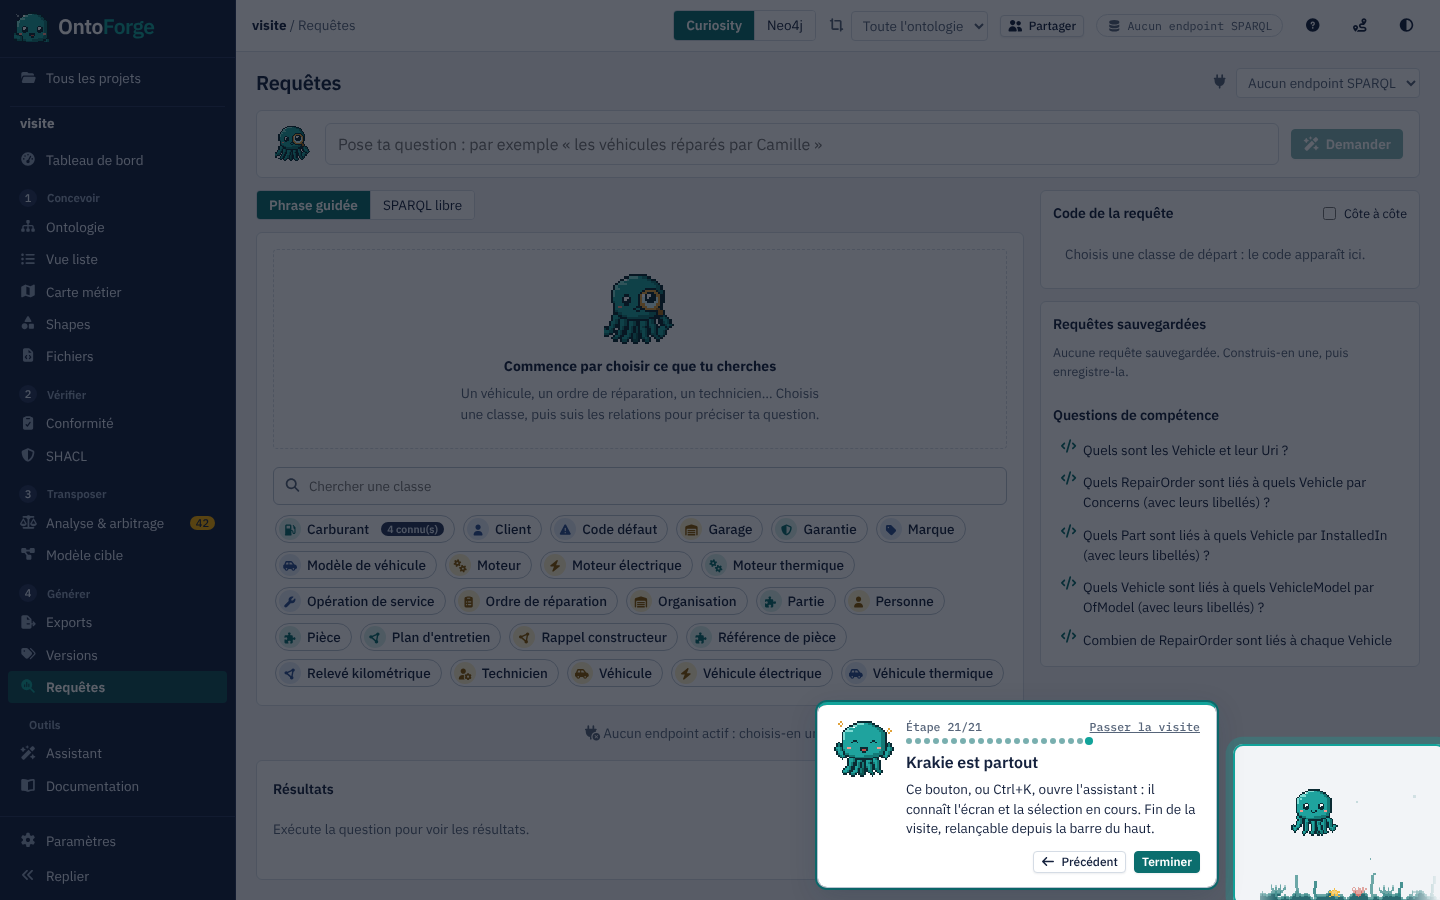 OntoForge
Tous les projets
visite
Tableau de bord
1 Concevoir
Ontologie
Vue liste
Carte métier
Shapes
Fichiers
2 Vérifier
Conformité
SHACL
3 Transposer
Analyse & arbitrage 42
Modèle cible
4 Générer
Exports
Versions
Requêtes
Outils
Assistant
Documentation
Paramètres
Replier
visite / Requêtes
Curiosity Neo4j
Toute l'ontologie
Partager
Aucun endpoint SPARQL
Requêtes
Aucun endpoint SPARQL
Pose ta question : par exemple « les véhicules réparés par Camille »
Demander
Phrase guidée SPARQL libre
Commence par choisir ce que tu cherches
Un véhicule, un ordre de réparation, un technicien... Choisis
une classe, puis suis les relations pour préciser ta question.
Chercher une classe
Carburant 4 connu(s) Client Code défaut Garage Garantie Marque
Modèle de véhicule Moteur Moteur électrique Moteur thermique
Opération de service Ordre de réparation Organisation Partie Personne
Pièce Plan d'entretien Rappel constructeur Référence de pièce
Relevé kilométrique Technicien Véhicule Véhicule électrique Véhicule thermique
Aucun endpoint actif : choisis-en un
Résultats
Exécute la question pour voir les résultats.
Code de la requête
Côte à côte
Choisis une classe de départ : le code apparaît ici.
Requêtes sauvegardées
Aucune requête sauvegardée. Construis-en une, puis
enregistre-la.
Questions de compétence
Quels sont les Vehicle et leur Uri ?
Quels RepairOrder sont liés à quels Vehicle par
Concerns (avec leurs libellés) ?
Quels Part sont liés à quels Vehicle par InstalledIn
(avec leurs libellés) ?
Quels Vehicle sont liés à quels VehicleModel par
OfModel (avec leurs libellés) ?
Combien de RepairOrder sont liés à chaque Vehicle
Étape 21/21
Passer la visite
Krakie est partout
Ce bouton, ou Ctrl+K, ouvre l'assistant : il
connaît l'écran et la sélection en cours. Fin de la
visite, relançable depuis la barre du haut.
Précédent
Terminer